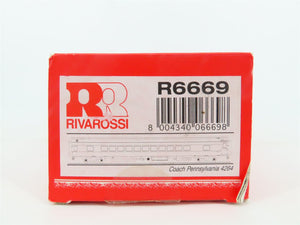 RR
RIVAROSSI
R6669
8 004340 066698
Coach Pennsylvania 4264